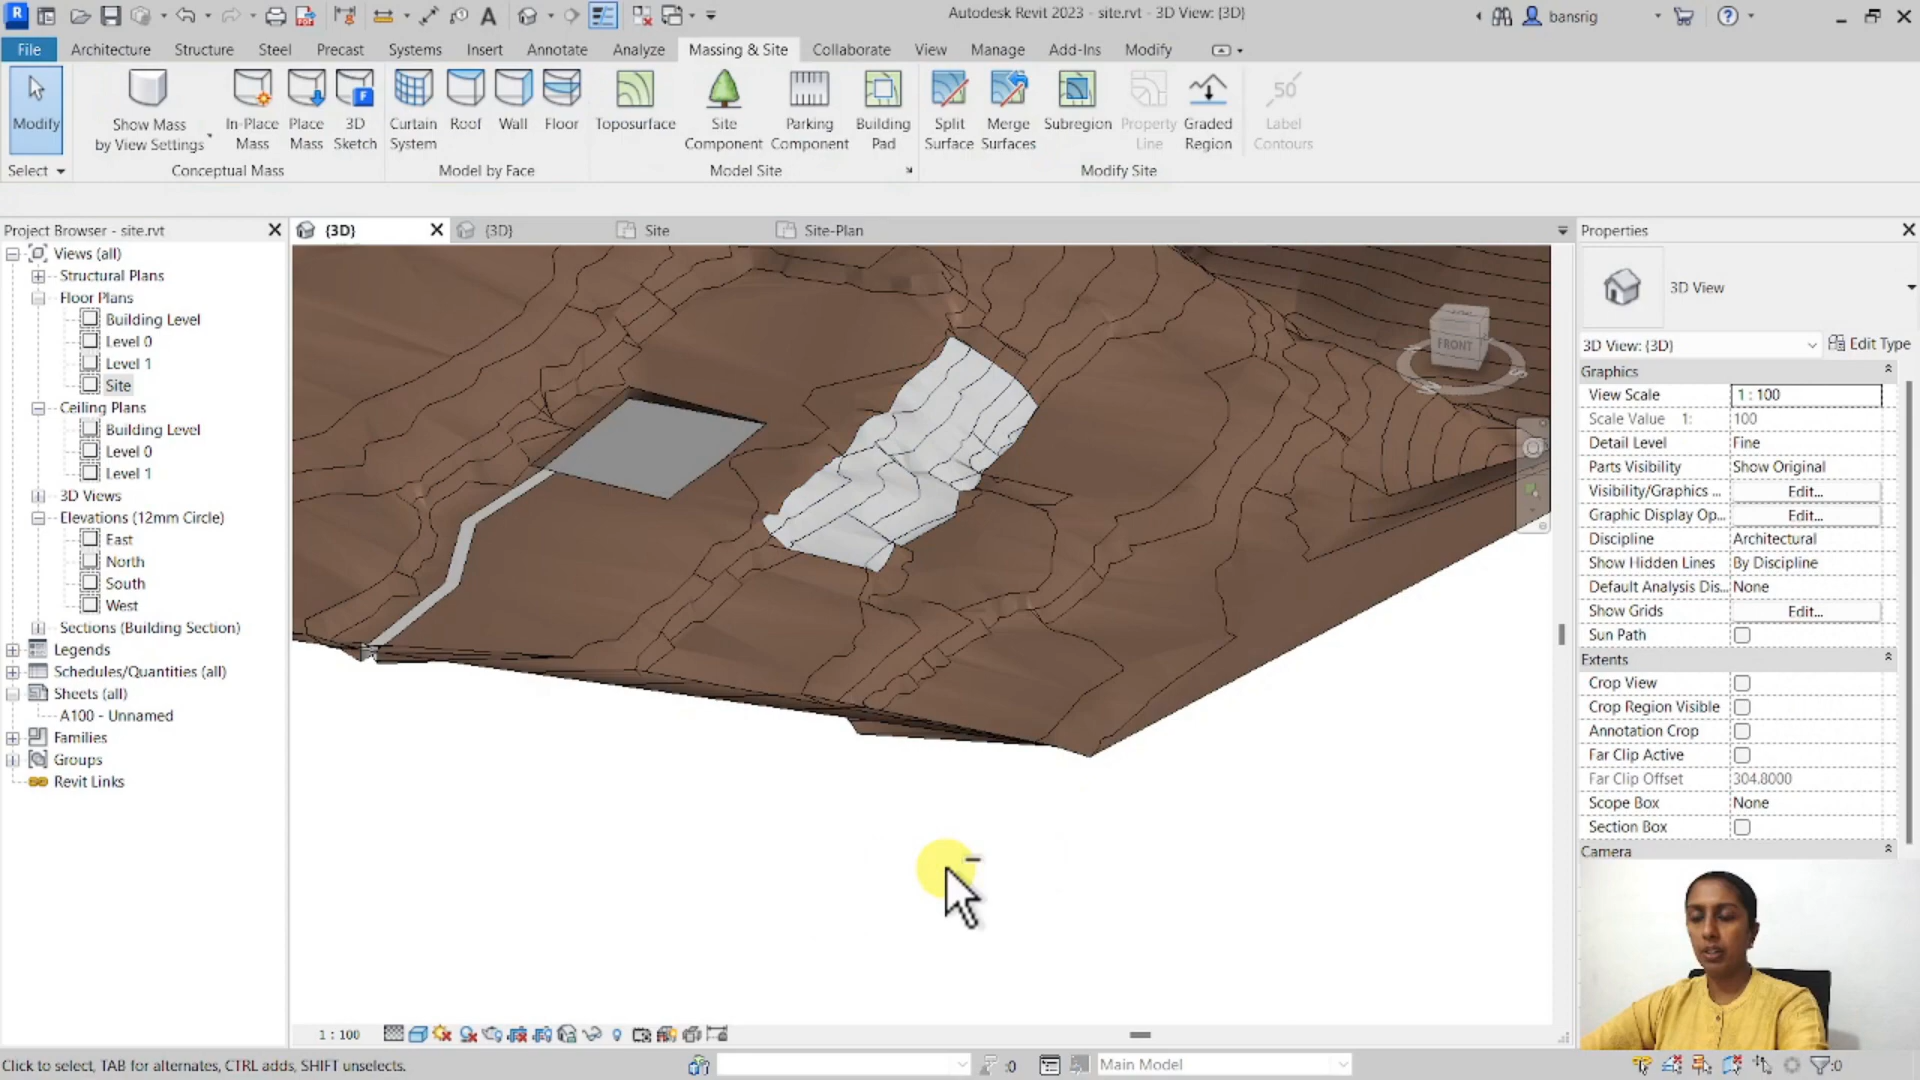 Autodesk Revit 2023 - site.rvt - 3D View: {3D}
bansrig
File
Architecture
Structure
Steel
Precast
Systems
Insert
Annotate
Analyze
Massing & Site
Collaborate
View
Manage
Add-Ins
Modify
Modify
Show Mass
by View Settings
In-Place
Mass
Place
Mass
3D
Sketch
Curtain
System
Roof
Wall
Floor
Toposurface
Site
Component
Parking
Component
Building
Pad
Split
Surface
Merge
Surfaces
Subregion
Property
Line
Graded
Region
50
Label
Contours
Select
Conceptual Mass
Model by Face
Model Site
Modify Site
Project Browser - site.rvt
Views (all)
Structural Plans
Floor Plans
Building Level
Level 0
Level 1
Site
Ceiling Plans
Building Level
Level 0
Level 1
3D Views
Elevations (12mm Circle)
East
North
South
West
Sections (Building Section)
Legends
Schedules/Quantities (all)
Sheets (all)
A100 - Unnamed
Families
Groups
Revit Links
{3D}
{3D}
Site
Site-Plan
FRONT
Properties
3D View
3D View: {3D}
Edit Type
Graphics
View Scale 1 : 100
Scale Value 1: 100
Detail Level Fine
Parts Visibility Show Original
Visibility/Graphics ... Edit...
Graphic Display Op... Edit...
Discipline Architectural
Show Hidden Lines By Discipline
Default Analysis Dis... None
Show Grids Edit...
Sun Path
Extents
Crop View
Crop Region Visible
Annotation Crop
Far Clip Active
Far Clip Offset 304.8000
Scope Box None
Section Box
Camera
1 : 100
Click to select, TAB for alternates, CTRL adds, SHIFT unselects.
:0
Main Model
:0